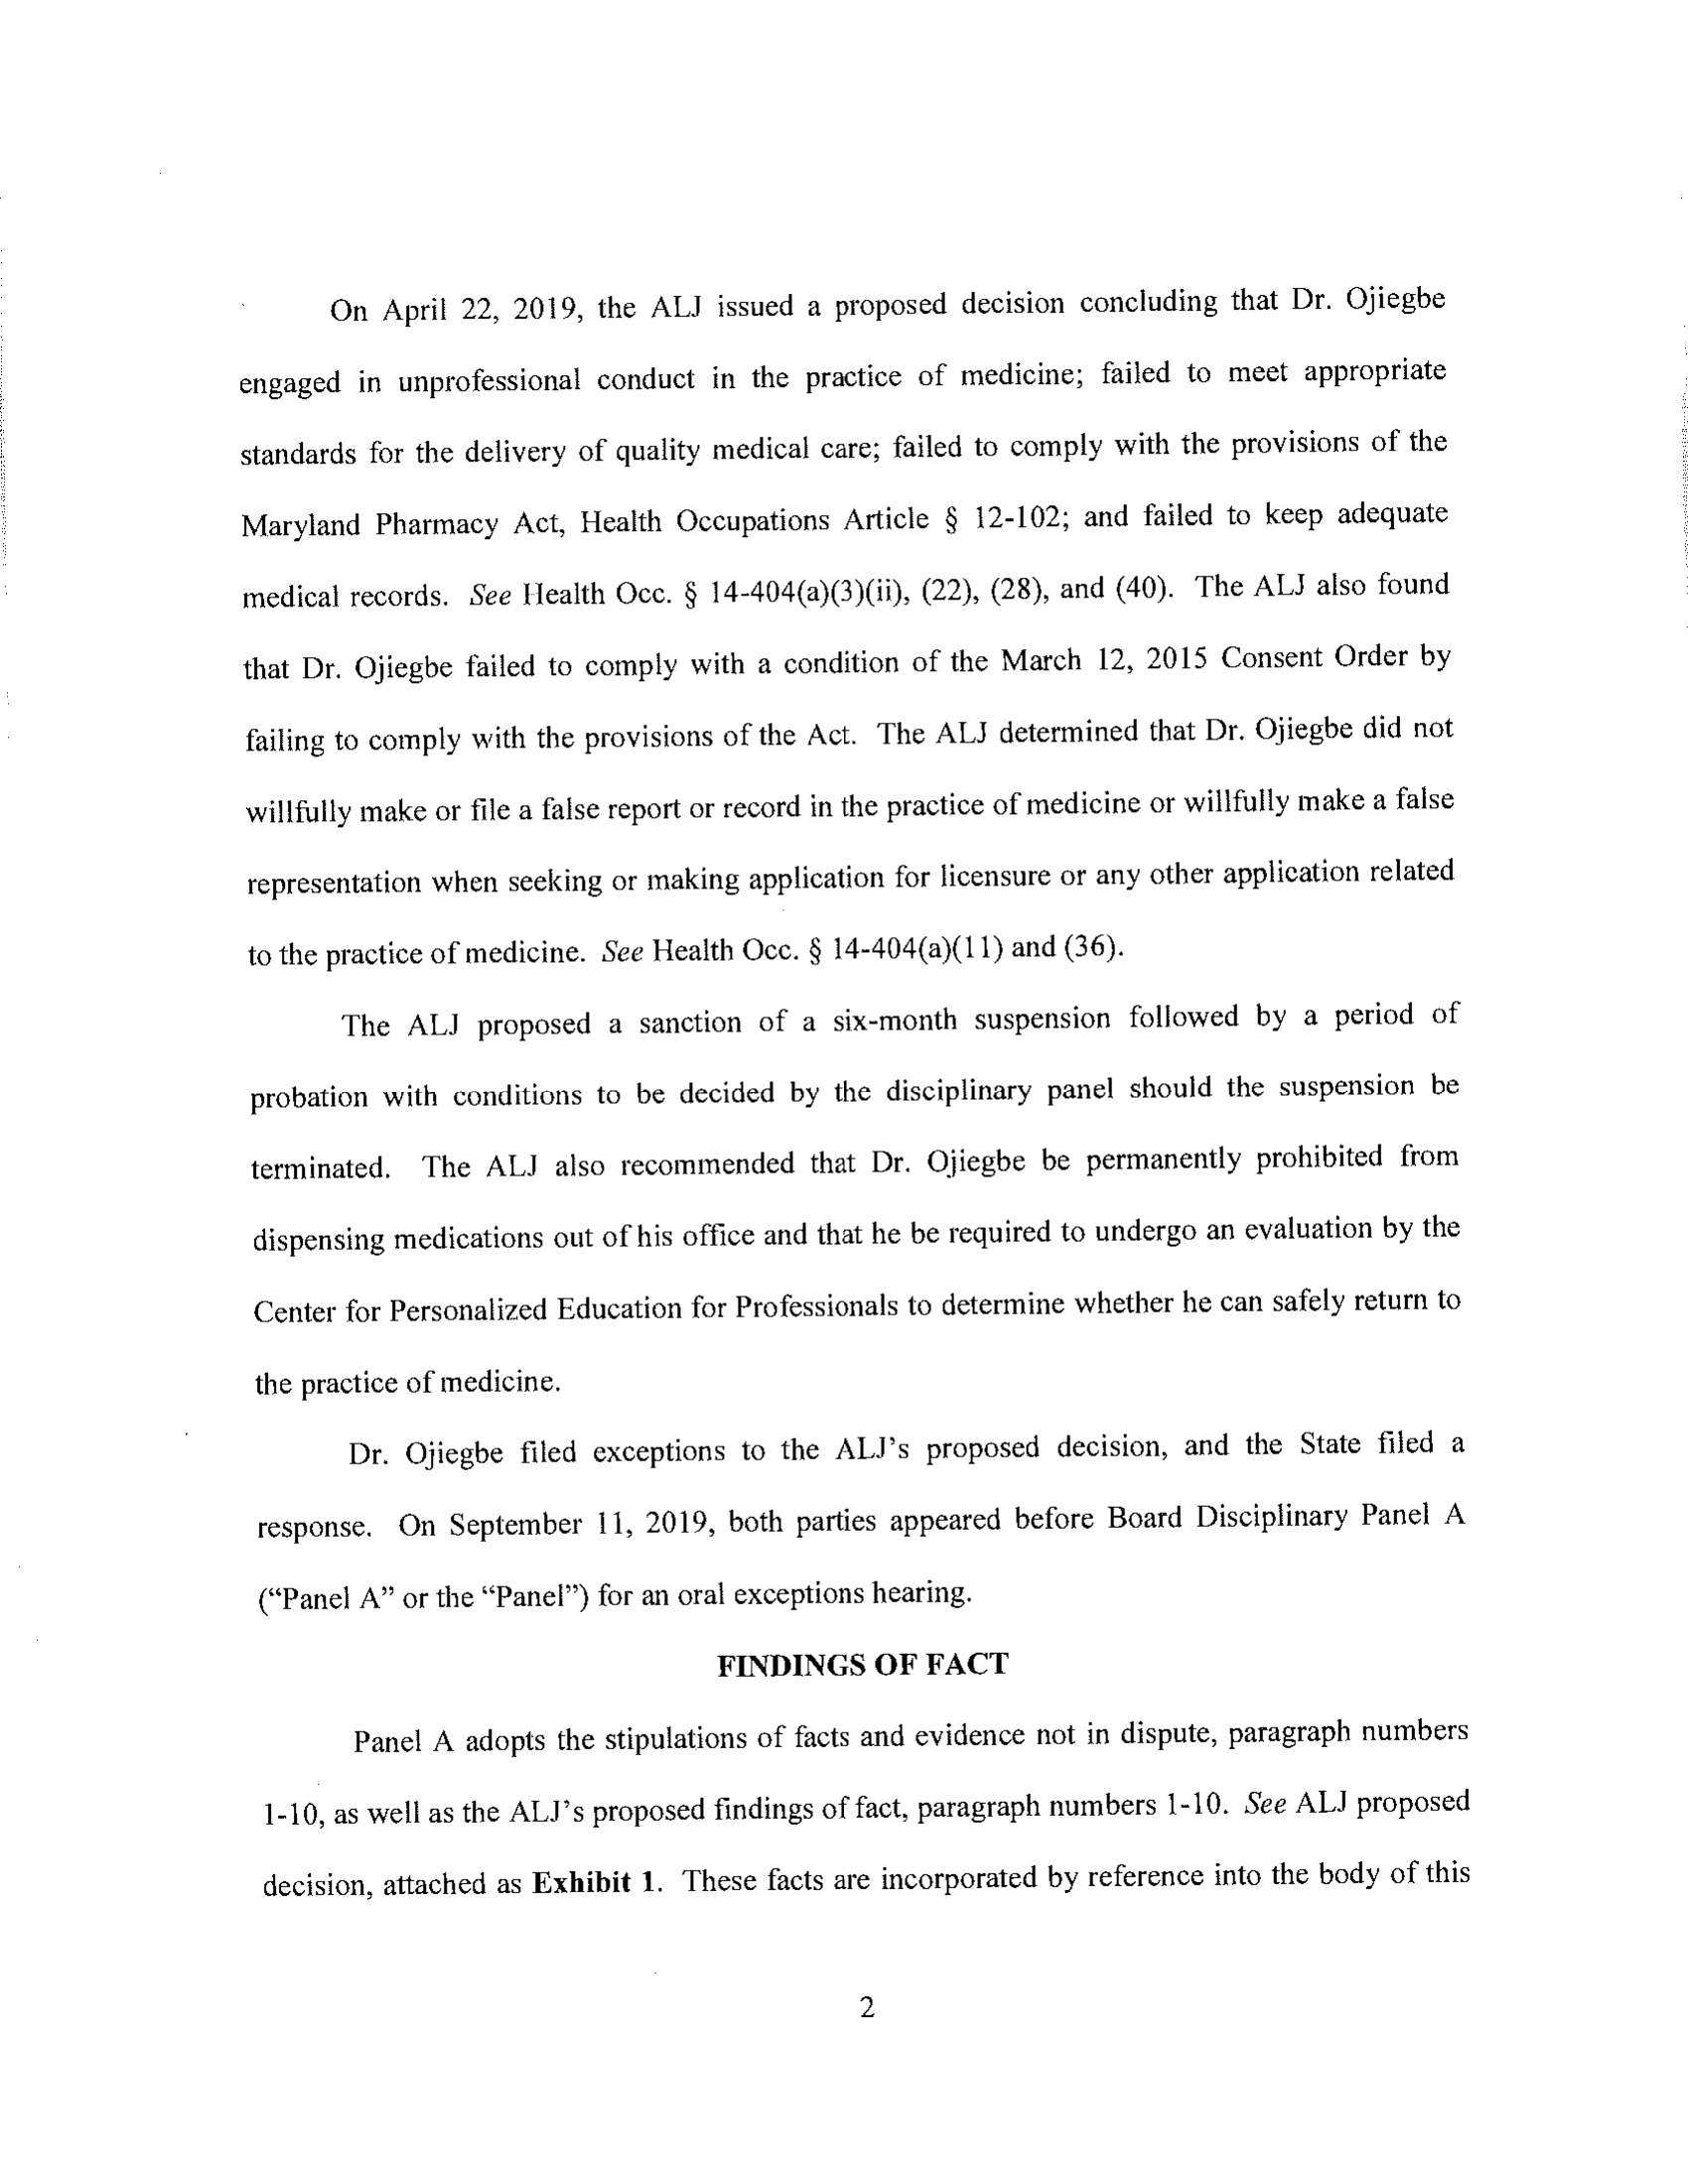 On April 22, 2019, the ALJ issued a proposed decision concluding that Dr. Ojiegbe
engaged in unprofessional conduct in the practice of medicine; failed to meet appropriate
standards for the delivery of quality medical care; failed to comply with the provisions of the
Maryland Pharmacy Act, Health Occupations Article § 12-102; and failed to keep adequate
medical records. See Health Occ. § 14-404(a)(3)(ii), (22), (28), and (40). The ALJ also found
that Dr. Ojiegbe failed to comply with a condition of the March 12, 2015 Consent Order by
failing to comply with the provisions of the Act. The ALJ determined that Dr. Ojiegbe did not
willfully make or file a false report or record in the practice of medicine or willfully make a false
representation when seeking or making application for licensure or any other application related
to the practice of medicine. See Health Occ. § 14-404(a)(11) and (36).
The ALJ proposed a sanction of a six-month suspension followed by a period of
probation with conditions to be decided by the disciplinary panel should the suspension be
terminated. The ALJ also recommended that Dr. Ojiegbe be permanently prohibited from
dispensing medications out of his office and that he be required to undergo an evaluation by the
Center for Personalized Education for Professionals to determine whether he can safely return to
the practice of medicine.
Dr. Ojiegbe filed exceptions to the ALJ's proposed decision, and the State filed a
response. On September 11, 2019, both parties appeared before Board Disciplinary Panel A
("Panel A" or the "Panel") for an oral exceptions hearing.
FINDINGS OF FACT
Panel A adopts the stipulations of facts and evidence not in dispute, paragraph numbers
1-10, as well as the ALJ's proposed findings of fact, paragraph numbers 1-10. See ALJ proposed
decision, attached as Exhibit 1. These facts are incorporated by reference into the body of this
2